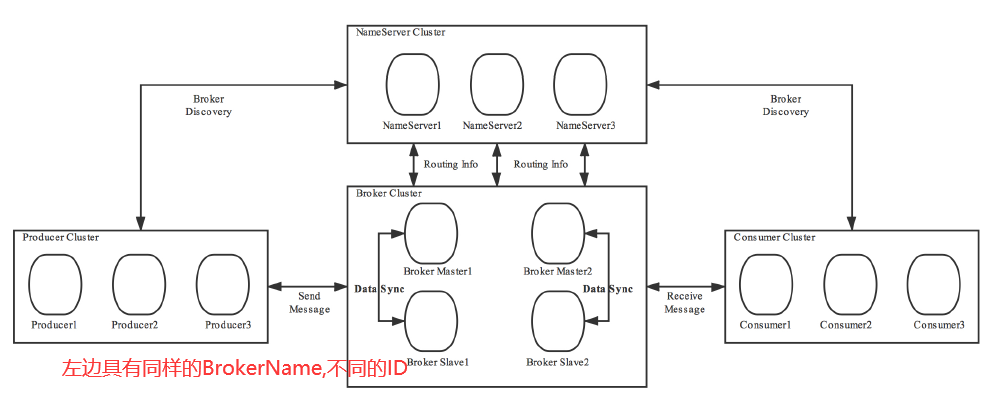 NameServer Cluster
NameServer1
NameServer2
NameServer3
Broker
Discovery
Broker
Discovery
Routing Info
Routing Info
Broker Cluster
Broker Master1
Broker Master2
Data Sync
Data Sync
Broker Slave1
Broker Slave2
Producer Cluster
Producer1
Producer2
Producer3
Send
Message
Receive
Message
Consumer Cluster
Consumer1
Consumer2
Consumer3
左边具有同样的BrokerName,不同的ID